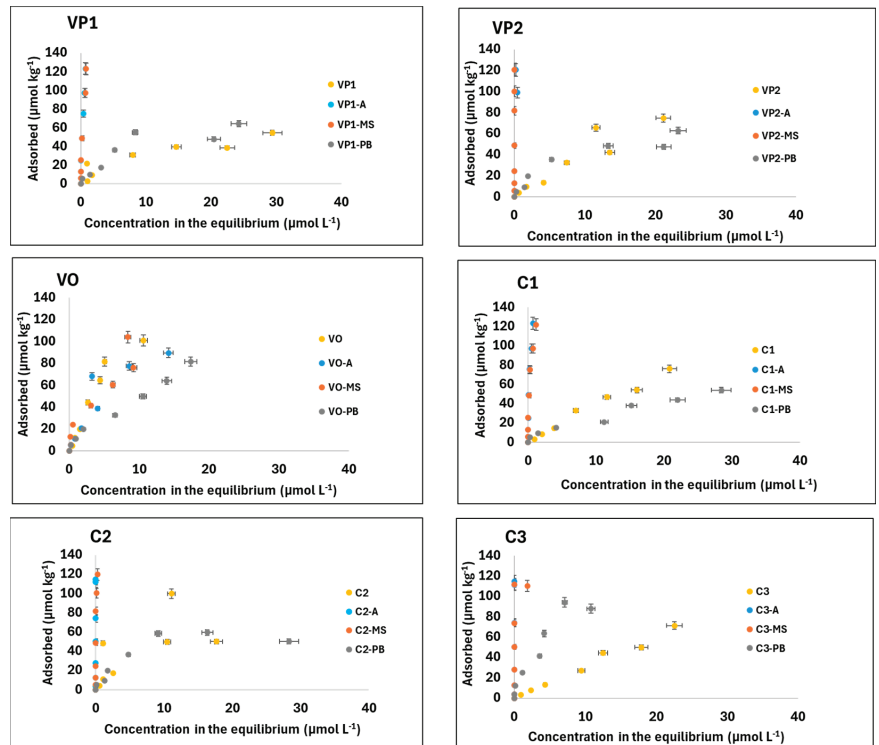 VP1
140
120
100
80
60
40
20
0
0 10 20 30 40
Adsorbed (µmol kg⁻¹)
Concentration in the equilibrium (µmol L⁻¹)
VP1
VP1-A
VP1-MS
VP1-PB
VP2
140
120
100
80
60
40
20
0
0 10 20 30 40
Adsorbed (µmol kg⁻¹)
Concentration in the equilibrium (µmol L⁻¹)
VP2
VP2-A
VP2-MS
VP2-PB
VO
140
120
100
80
60
40
20
0
0 10 20 30 40
Adsorbed (µmol kg⁻¹)
Concentration in the equilibrium (µmol L⁻¹)
VO
VO-A
VO-MS
VO-PB
C1
140
120
100
80
60
40
20
0
0 10 20 30 40
Adsorbed (µmol kg⁻¹)
Concentration in the equilibrium (µmol L⁻¹)
C1
C1-A
C1-MS
C1-PB
C2
140
120
100
80
60
40
20
0
0 10 20 30 40
Adsorbed (µmol kg⁻¹)
Concentration in the equilibrium (µmol L⁻¹)
C2
C2-A
C2-MS
C2-PB
C3
140
120
100
80
60
40
20
0
0 10 20 30 40
Adsorbed (µmol kg⁻¹)
Concentration in the equilibrium (µmol L⁻¹)
C3
C3-A
C3-MS
C3-PB